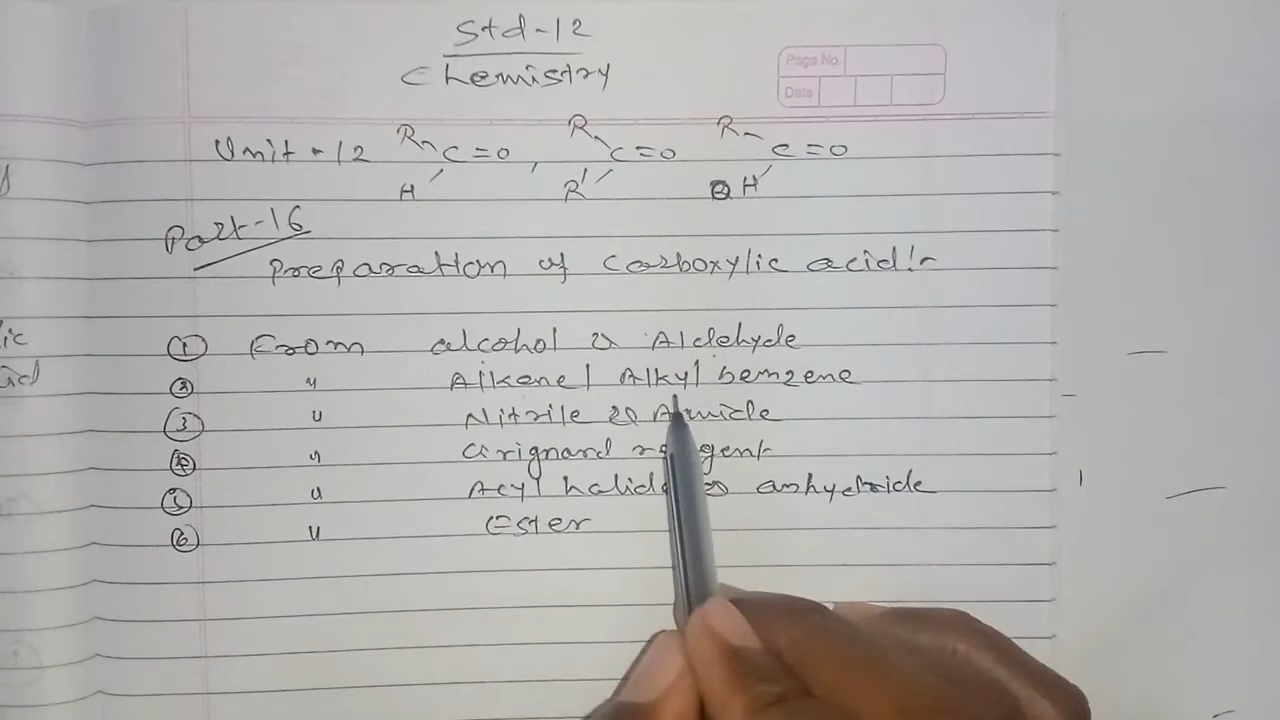 Std-12
Chemistry
Page No.
Date
Unit-12 R H C=O, R R' C=O R OH C=O
Part-16
Preparation of carboxylic acid:-
① From alcohol & Aldehyde
② " Alkene / Alkyl benzene
③ " Nitrile & Amide
④ " Grignard reagent
⑤ " Acyl halide & anhydride
⑥ " Ester